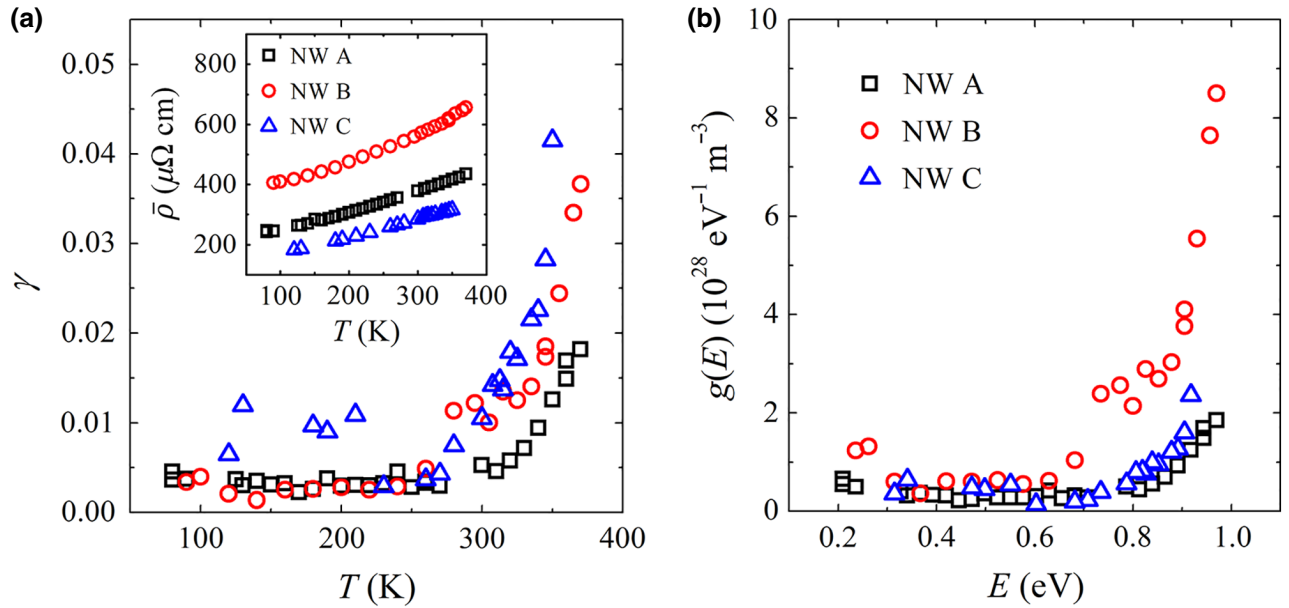 (a)
0.05
0.04
0.03
0.02
0.01
0.00
γ
100
200
300
400
T (K)
800
600
400
200
ρ̄ (μΩ cm)
100
200
300
400
T (K)
NW A
NW B
NW C
(b)
10
8
6
4
2
0
g(E) (10²⁸ eV⁻¹ m⁻³)
0.2
0.4
0.6
0.8
1.0
E (eV)
NW A
NW B
NW C